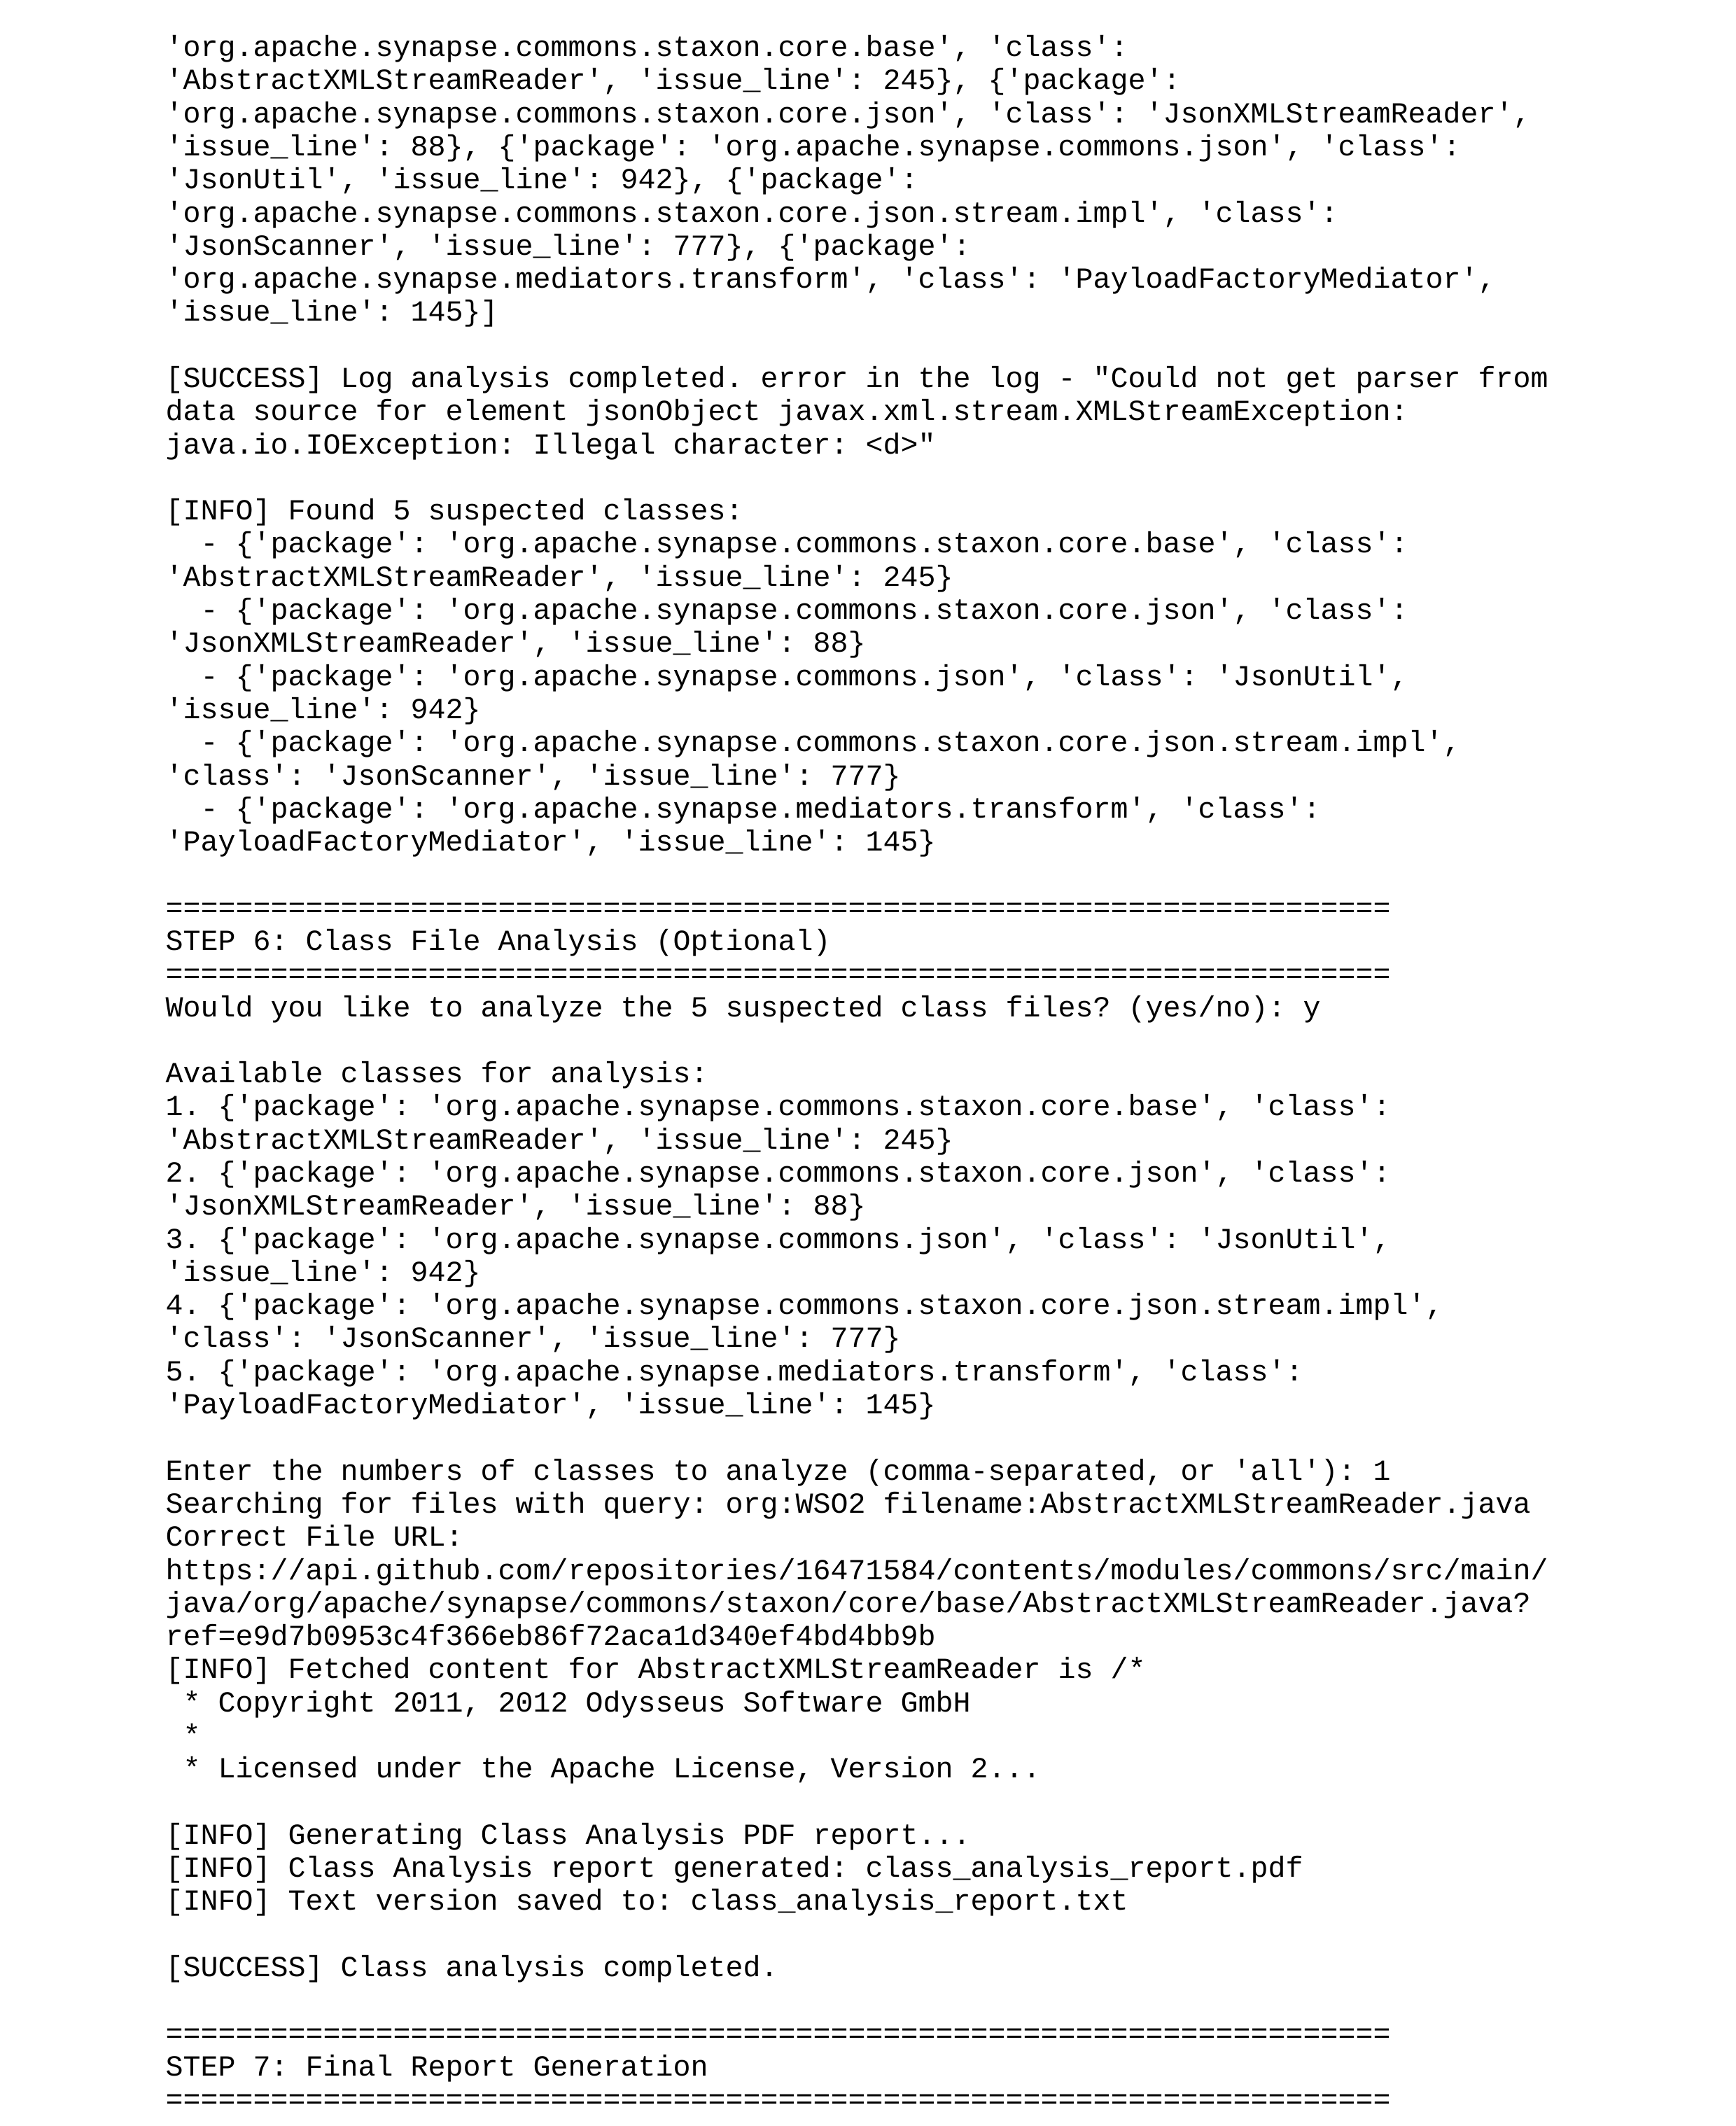 'org.apache.synapse.commons.staxon.core.base', 'class':
'AbstractXMLStreamReader', 'issue_line': 245}, {'package':
'org.apache.synapse.commons.staxon.core.json', 'class': 'JsonXMLStreamReader',
'issue_line': 88}, {'package': 'org.apache.synapse.commons.json', 'class':
'JsonUtil', 'issue_line': 942}, {'package':
'org.apache.synapse.commons.staxon.core.json.stream.impl', 'class':
'JsonScanner', 'issue_line': 777}, {'package':
'org.apache.synapse.mediators.transform', 'class': 'PayloadFactoryMediator',
'issue_line': 145}]

[SUCCESS] Log analysis completed. error in the log - "Could not get parser from
data source for element jsonObject javax.xml.stream.XMLStreamException:
java.io.IOException: Illegal character: <d>"

[INFO] Found 5 suspected classes:
  - {'package': 'org.apache.synapse.commons.staxon.core.base', 'class':
'AbstractXMLStreamReader', 'issue_line': 245}
  - {'package': 'org.apache.synapse.commons.staxon.core.json', 'class':
'JsonXMLStreamReader', 'issue_line': 88}
  - {'package': 'org.apache.synapse.commons.json', 'class': 'JsonUtil',
'issue_line': 942}
  - {'package': 'org.apache.synapse.commons.staxon.core.json.stream.impl',
'class': 'JsonScanner', 'issue_line': 777}
  - {'package': 'org.apache.synapse.mediators.transform', 'class':
'PayloadFactoryMediator', 'issue_line': 145}

======================================================================
STEP 6: Class File Analysis (Optional)
======================================================================
Would you like to analyze the 5 suspected class files? (yes/no): y

Available classes for analysis:
1. {'package': 'org.apache.synapse.commons.staxon.core.base', 'class':
'AbstractXMLStreamReader', 'issue_line': 245}
2. {'package': 'org.apache.synapse.commons.staxon.core.json', 'class':
'JsonXMLStreamReader', 'issue_line': 88}
3. {'package': 'org.apache.synapse.commons.json', 'class': 'JsonUtil',
'issue_line': 942}
4. {'package': 'org.apache.synapse.commons.staxon.core.json.stream.impl',
'class': 'JsonScanner', 'issue_line': 777}
5. {'package': 'org.apache.synapse.mediators.transform', 'class':
'PayloadFactoryMediator', 'issue_line': 145}

Enter the numbers of classes to analyze (comma-separated, or 'all'): 1
Searching for files with query: org:WSO2 filename:AbstractXMLStreamReader.java
Correct File URL:
https://api.github.com/repositories/16471584/contents/modules/commons/src/main/
java/org/apache/synapse/commons/staxon/core/base/AbstractXMLStreamReader.java?
ref=e9d7b0953c4f366eb86f72aca1d340ef4bd4bb9b
[INFO] Fetched content for AbstractXMLStreamReader is /*
 * Copyright 2011, 2012 Odysseus Software GmbH
 *
 * Licensed under the Apache License, Version 2...

[INFO] Generating Class Analysis PDF report...
[INFO] Class Analysis report generated: class_analysis_report.pdf
[INFO] Text version saved to: class_analysis_report.txt

[SUCCESS] Class analysis completed.

======================================================================
STEP 7: Final Report Generation
======================================================================